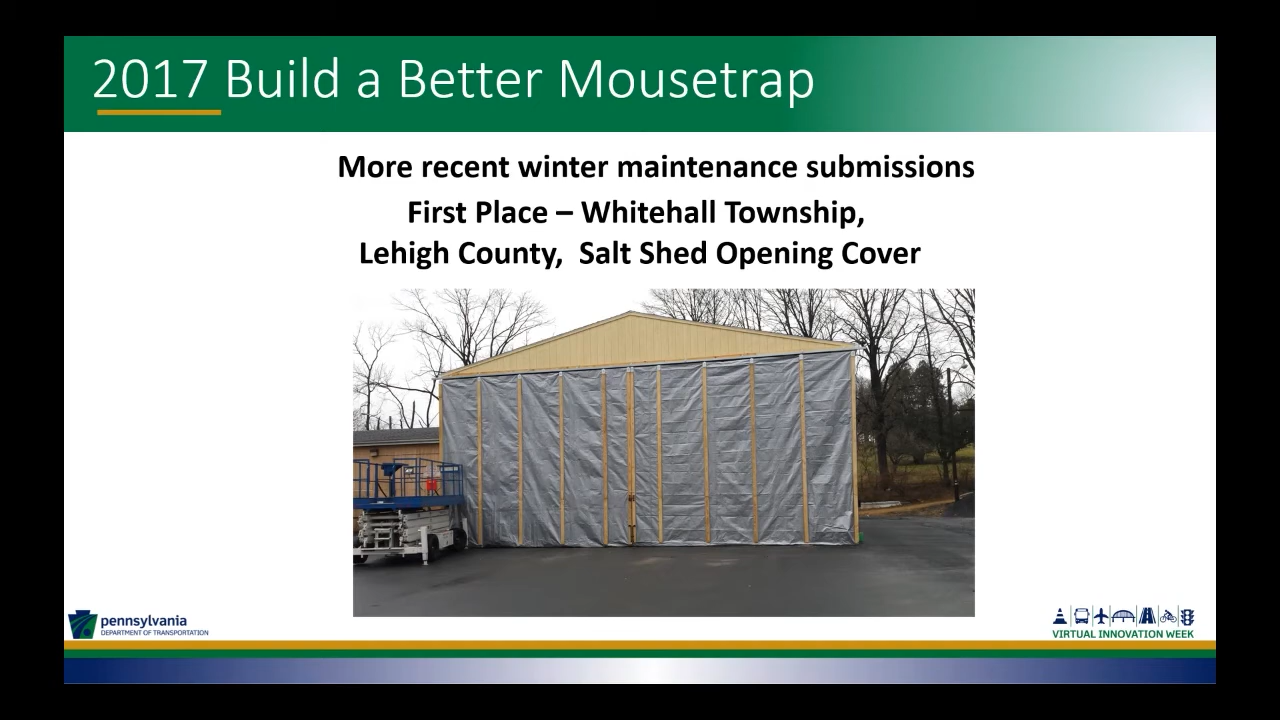 2017 Build a Better Mousetrap
More recent winter maintenance submissions
First Place – Whitehall Township,
Lehigh County,  Salt Shed Opening Cover
pennsylvania
DEPARTMENT OF TRANSPORTATION
VIRTUAL INNOVATION WEEK